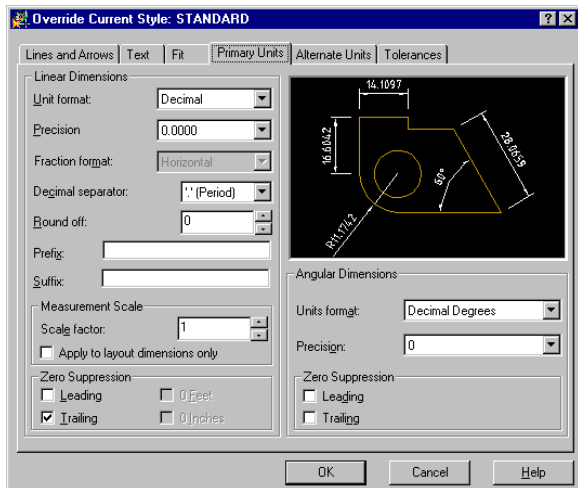 Override Current Style: STANDARD
Lines and Arrows Text Fit Primary Units Alternate Units Tolerances
Linear Dimensions
Unit format: Decimal
Precision 0.0000
Fraction format: Horizontal
Decimal separator: '.' (Period)
Round off: 0
Prefix:
Suffix:
Measurement Scale
Scale factor: 1
Apply to layout dimensions only
Zero Suppression
Leading 0 Feet
Trailing 0 Inches
14.1097
16.6042
28.0659
60°
R11.1742
Angular Dimensions
Units format: Decimal Degrees
Precision: 0
Zero Suppression
Leading
Trailing
OK Cancel Help